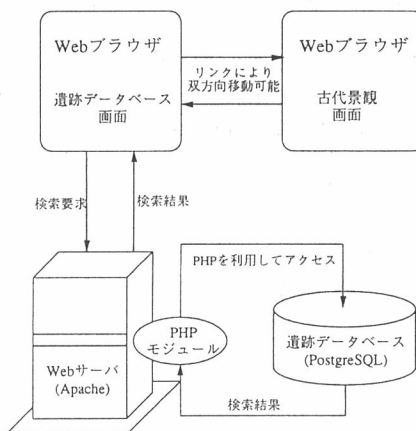 Webブラウザ
遺跡データベース
画面
リンクにより
双方向移動可能
Webブラウザ
古代景観
画面
検索要求
検索結果
PHPを利用してアクセス
PHP
モジュール
Webサーバ
(Apache)
遺跡データベース
(PostgreSQL)
検索結果